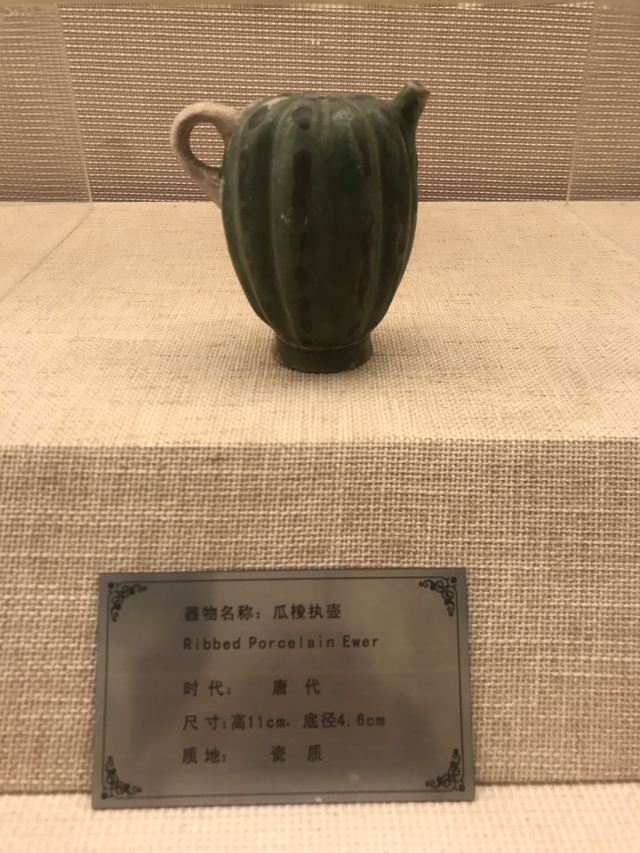 器物名称：瓜棱执壶
Ribbed Porcelain Ewer
时 代： 唐 代
尺 寸：高11cm．底径4.6cm
质 地： 瓷 质